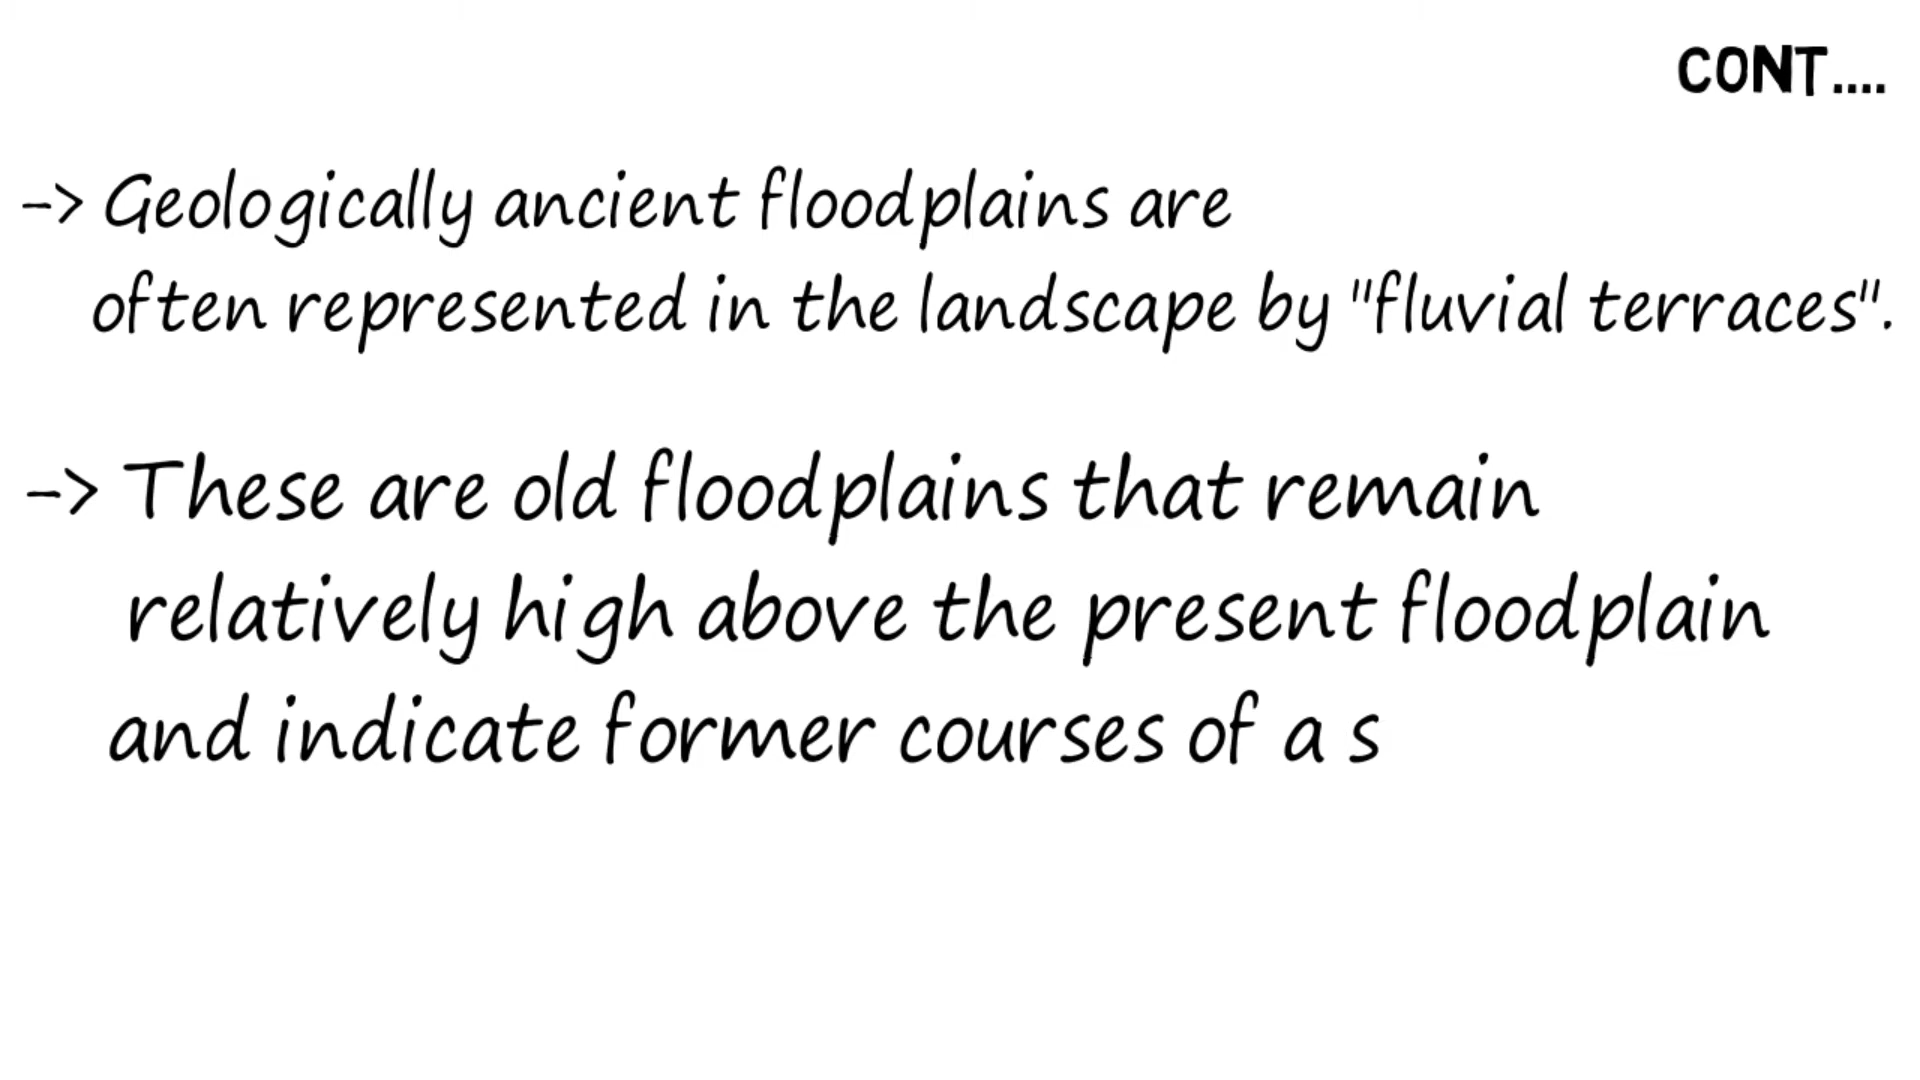 CONT....
-> Geologically ancient floodplains are
often represented in the landscape by "fluvial terraces".
-> These are old floodplains that remain
relatively high above the present floodplain
and indicate former courses of a s